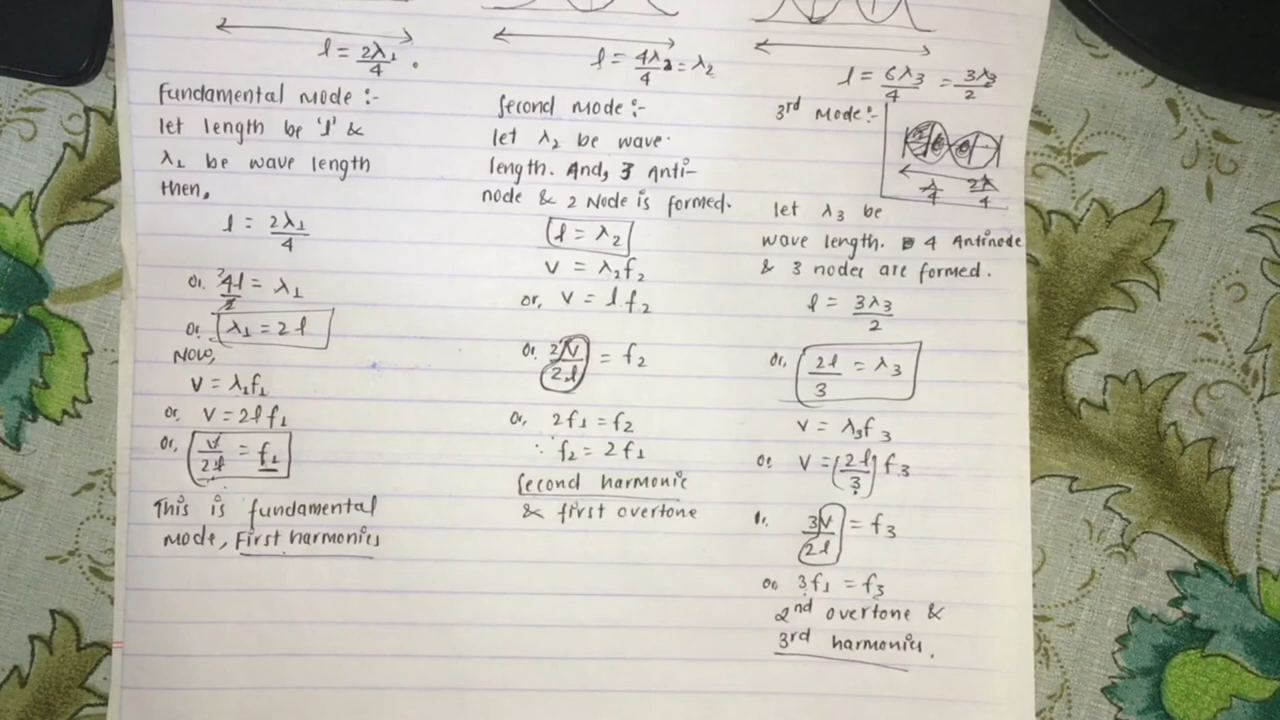 l = 2λ1/4 .
fundamental mode :-
let length be 'l' &
λ1 be wave length
then,
l = 2λ1/4
or. 4l/2 = λ1
or λ1 = 2l
NOW,
v = λ1f1
or, v = 2l f1
or, v/2l = f1
This is fundamental
mode, First harmonics
l = 4λ2/4 = λ2
second mode :-
let λ2 be wave
length. And, 3 Anti-
node & 2 Node is formed.
l = λ2
v = λ2f2
or, v = l f2
or. 2v/2l = f2
or, 2f1 = f2
∴ f2 = 2f1
second harmonic
& first overtone
l = 6λ3/4 = 3λ3/2
3rd Mode :-
λ/4 2λ/4
let λ3 be
wave length. 4 Antinode
& 3 nodes are formed.
l = 3λ3/2
or, 2l/3 = λ3
v = λ3f3
or v = (2l/3) f3
or, 3v/2l = f3
or, 3f1 = f3
2nd overtone &
3rd harmonics.